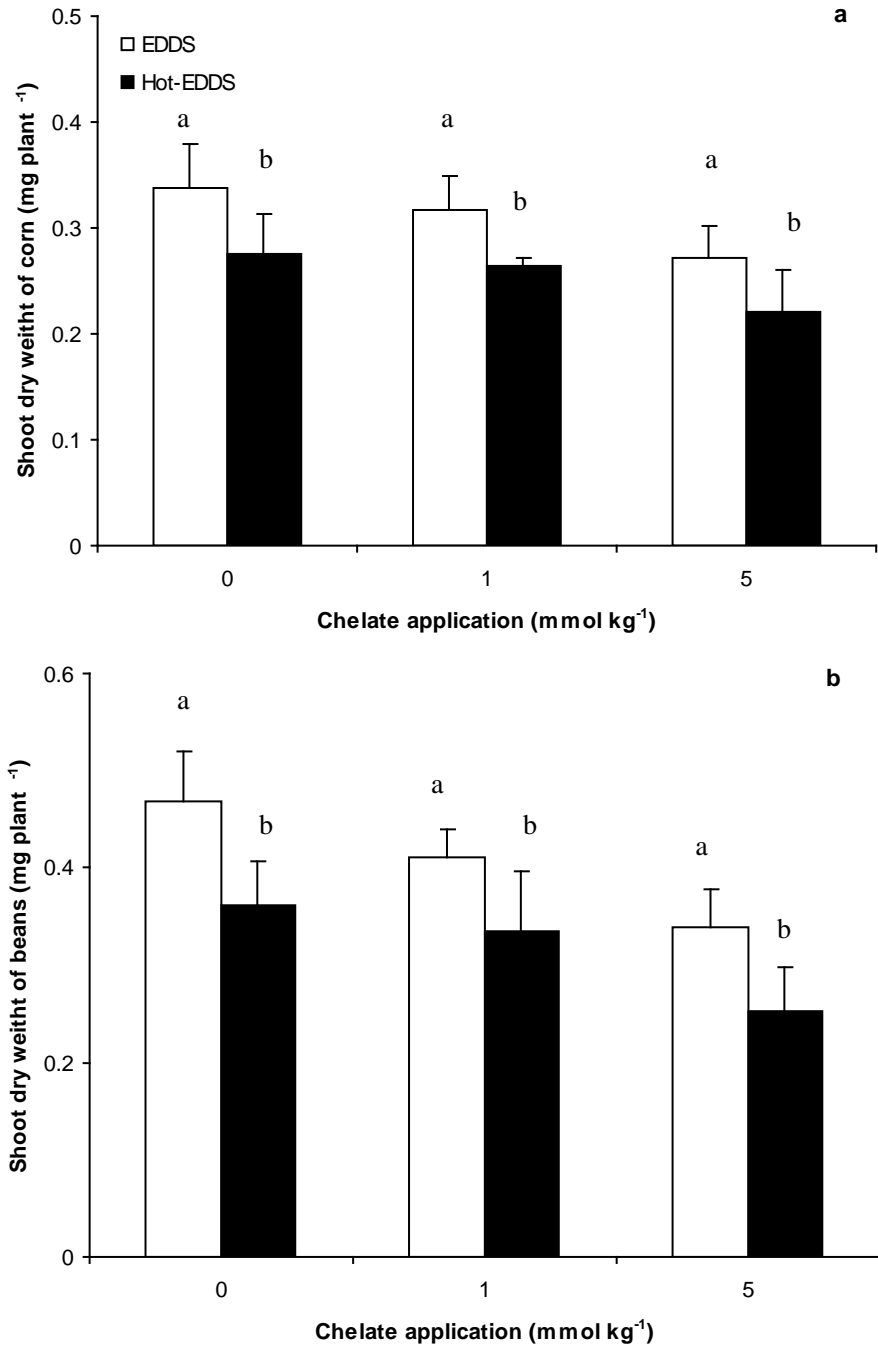 a
0.5
EDDS
Hot-EDDS
0.4
a
a
b
a
b
b
0.3
0.2
0.1
0
Shoot dry weitht of corn (mg plant ⁻¹)
0 1 5
Chelate application (mmol kg⁻¹)
b
0.6
a
a
b
b
a
b
0.4
0.2
0
Shoot dry weitht of beans (mg plant ⁻¹)
0 1 5
Chelate application (mmol kg⁻¹)